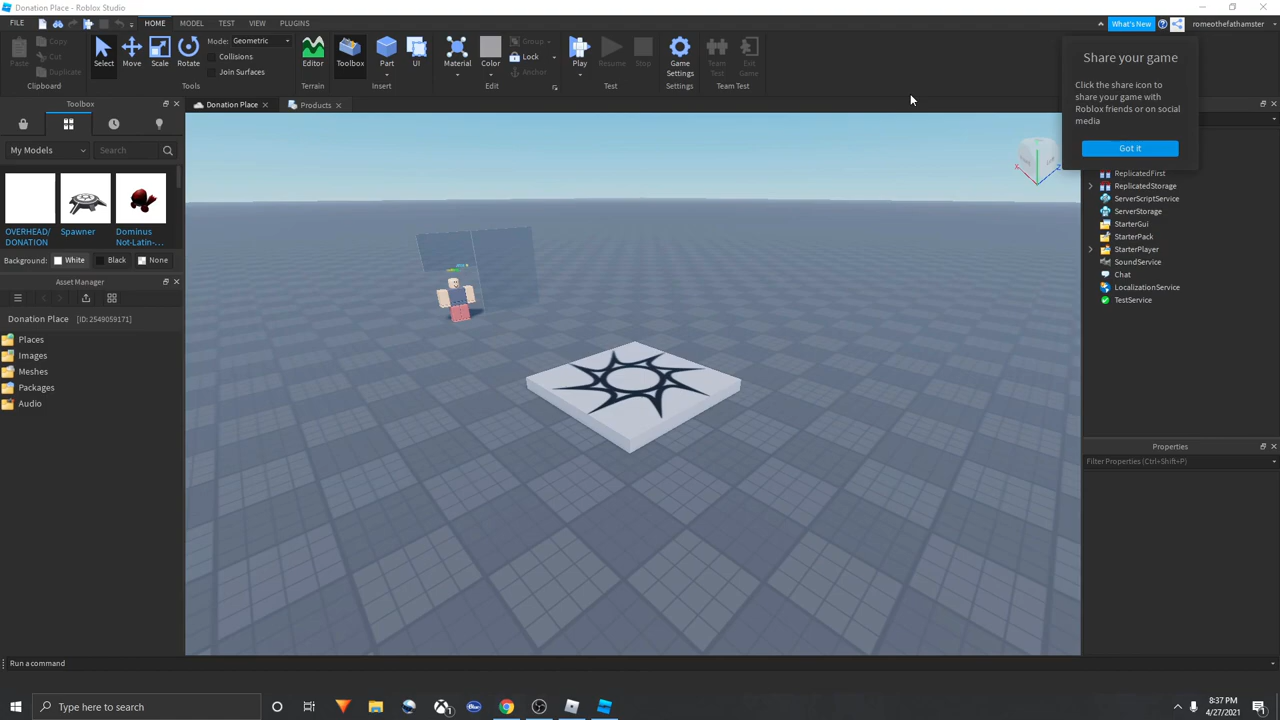 Donation Place - Roblox Studio
FILE HOME MODEL TEST VIEW PLUGINS What's New romeothefathamster
Paste Copy Cut Duplicate Clipboard
Select Move Scale Rotate Mode: Geometric Collisions Join Surfaces Tools
Editor Terrain
Toolbox Part UI Insert
Material Color Group Lock Anchor Edit
Play Resume Stop Test
Game Settings Settings
Team Test Exit Game Team Test
Share your game
Click the share icon to
share your game with
Roblox friends or on social
media
Got it
Toolbox
Donation Place Products
My Models Search
OVERHEAD/DONATION
Spawner
Dominus Not-Latin-...
Background: White Black None
Asset Manager
Donation Place [ID: 2549059171]
Places
Images
Meshes
Packages
Audio
ReplicatedFirst
ReplicatedStorage
ServerScriptService
ServerStorage
StarterGui
StarterPack
StarterPlayer
SoundService
Chat
LocalizationService
TestService
Properties
Filter Properties (Ctrl+Shift+P)
Run a command
Type here to search
8:37 PM
4/27/2021